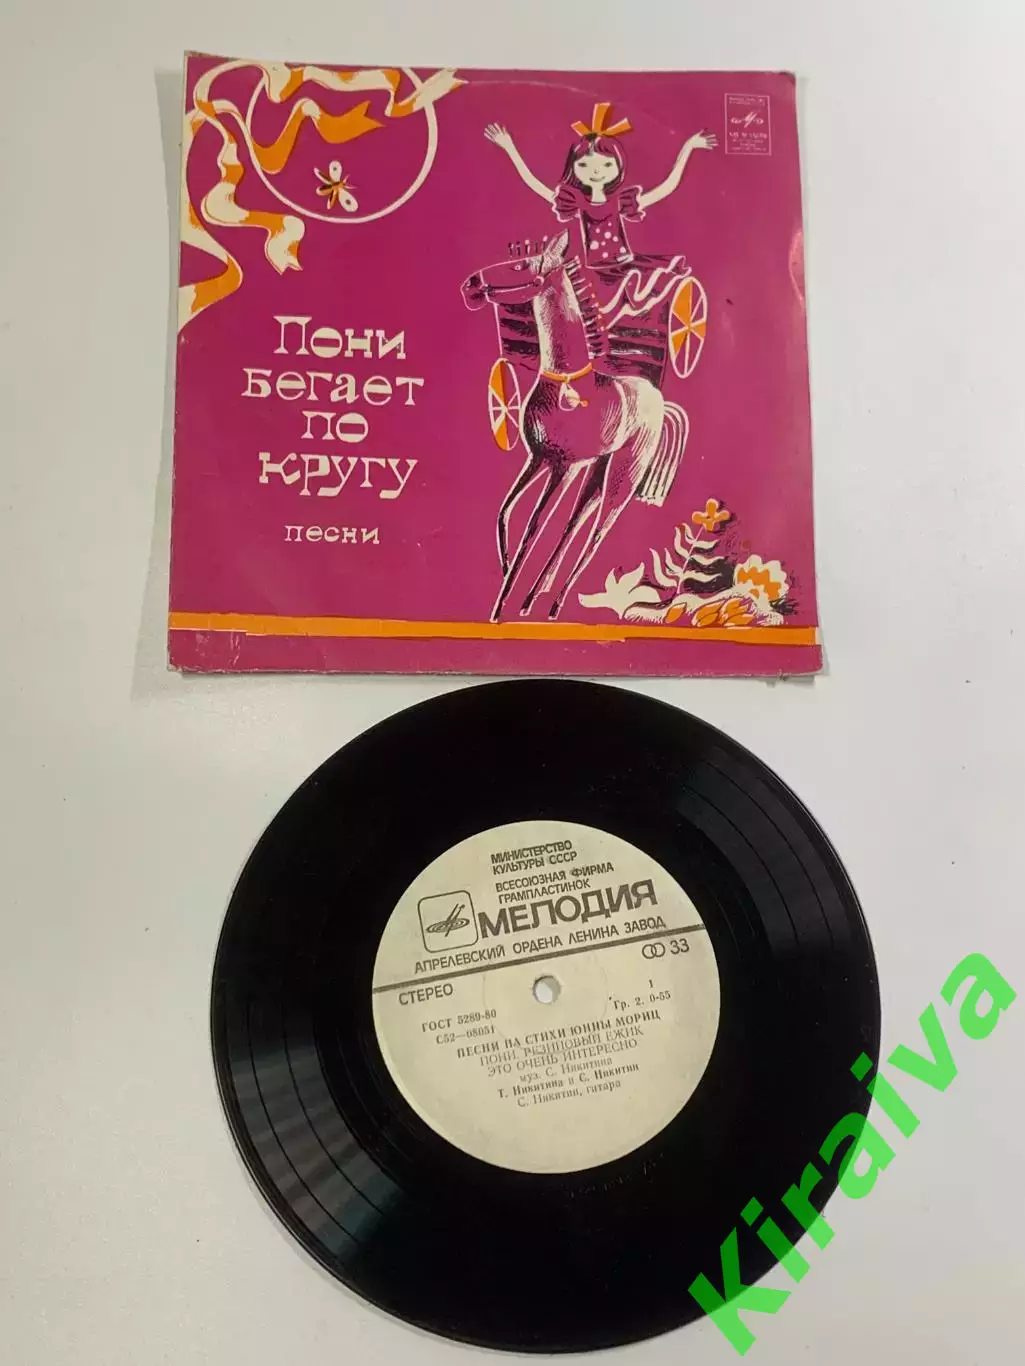 Пони
бегает
по
кругу
песни
МИНИСТЕРСТВО
КУЛЬТУРЫ СССР
ВСЕСОЮЗНАЯ ФИРМА
ГРАМПЛАСТИНОК
МЕЛОДИЯ
АПРЕЛЕВСКИЙ ОРДЕНА ЛЕНИНА ЗАВОД
СТЕРЕО
33
ГОСТ 5289-80
С52—08051
1
Гр. 2. 0-55
ПЕСНИ НА СТИХИ ЮННЫ МОРИЦ
ПОНИ. РЕЗИНОВЫЙ ЕЖИК
ЭТО ОЧЕНЬ ИНТЕРЕСНО
муз. С. Никитина
Т. Никитина и С. Никитин
С. Никитин, гитара
Kiraiva